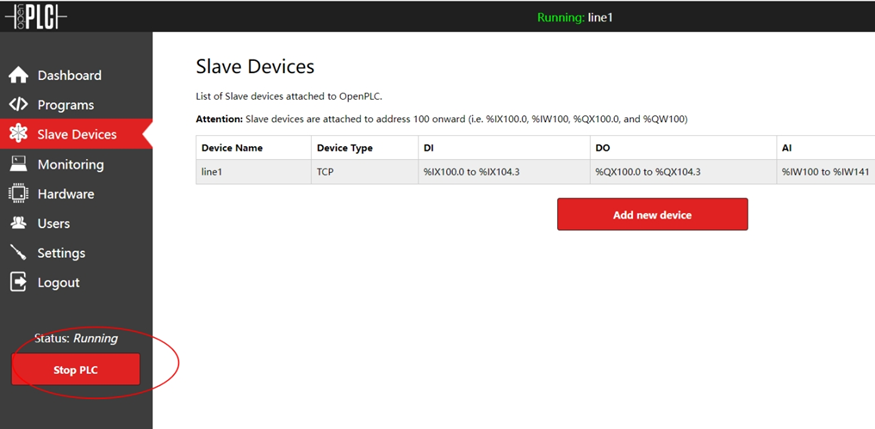 open PLC
Running: line1
Dashboard
Programs
Slave Devices
Monitoring
Hardware
Users
Settings
Logout
Status: Running
Stop PLC
Slave Devices
List of Slave devices attached to OpenPLC.
Attention: Slave devices are attached to address 100 onward (i.e. %IX100.0, %IW100, %QX100.0, and %QW100)
Device Name Device Type DI DO AI
line1 TCP %IX100.0 to %IX104.3 %QX100.0 to %QX104.3 %IW100 to %IW141
Add new device